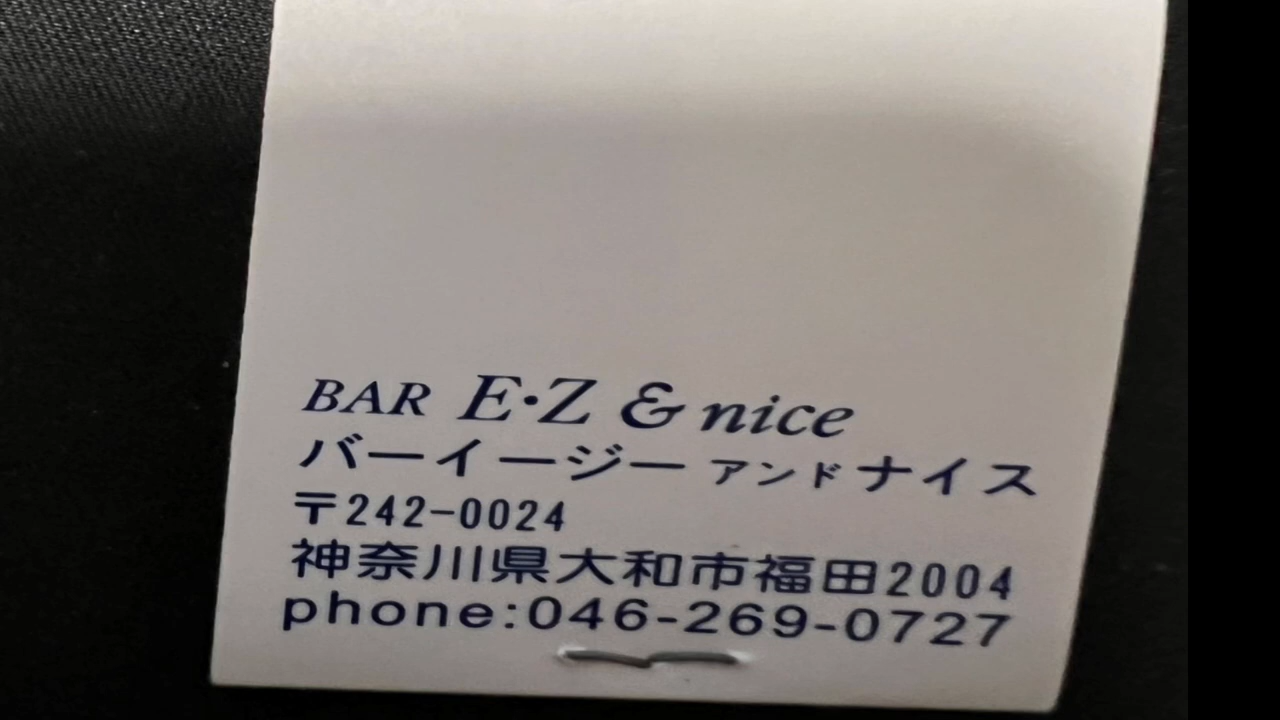 BAR E·Z & nice
バーイージー アンド ナイス
〒242-0024
神奈川県大和市福田2004
phone:046-269-0727